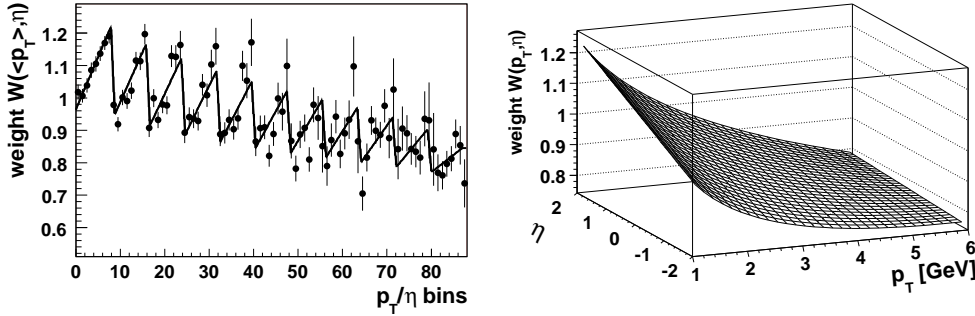 weight W(<p_T>,η)
1.2
1.1
1
0.9
0.8
0.7
0.6
0 10 20 30 40 50 60 70 80
p_T/η bins
weight W(p_T,η)
1.2
1.1
1
0.9
0.8
2
1
0
-1
-2
η
1 2 3 4 5 6
p_T [GeV]